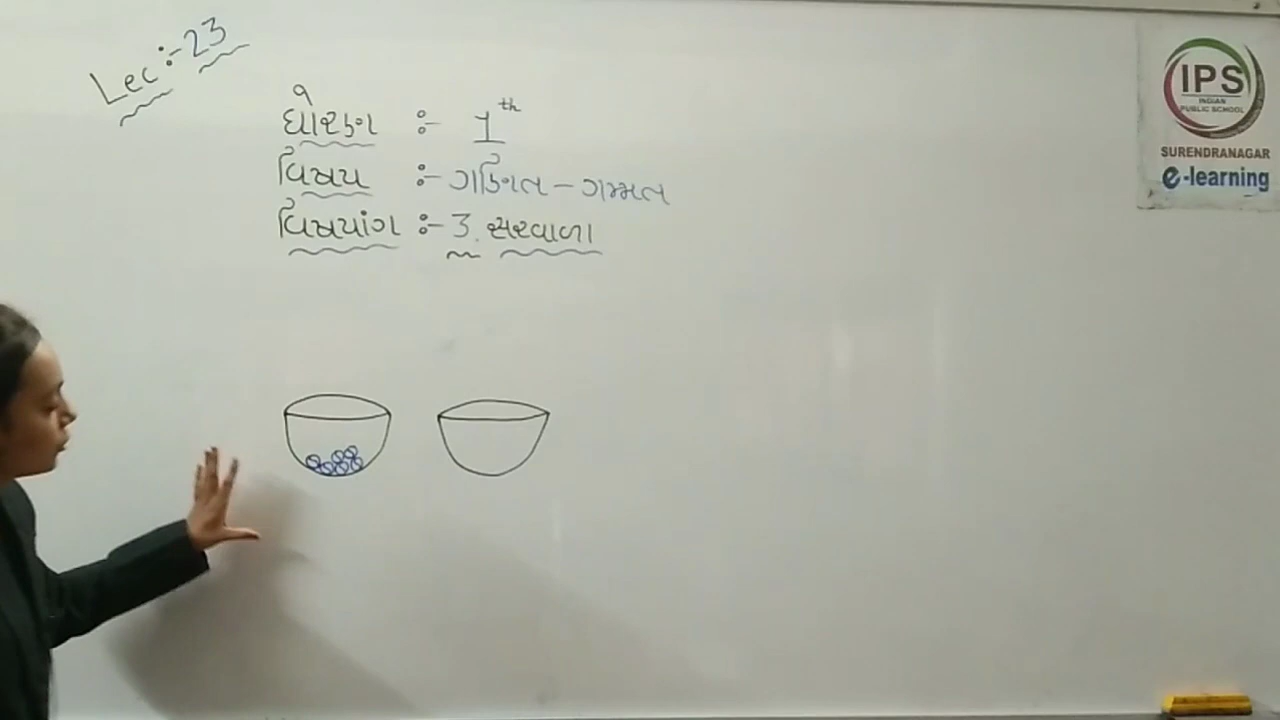 Lec :- 23
ધોરણ :- 1th
વિષય :- ગણિત - ગમ્મત
વિષયાંગ :- 3. સરવાળા
IPS
INDIAN
PUBLIC SCHOOL
SURENDRANAGAR
e-learning